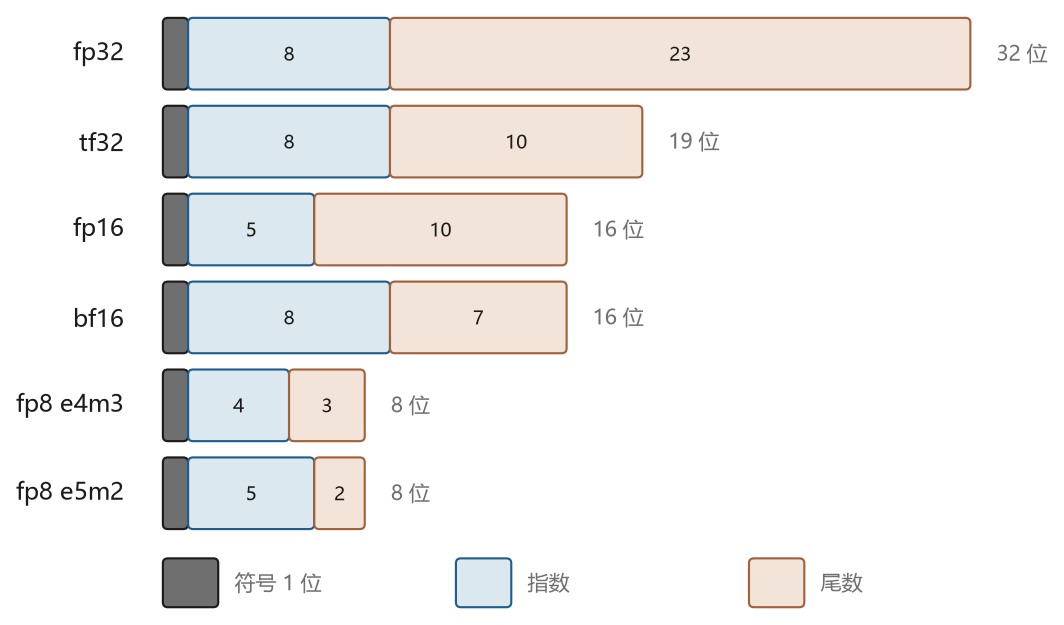 fp32 8 23 32 位
tf32 8 10 19 位
fp16 5 10 16 位
bf16 8 7 16 位
fp8 e4m3 4 3 8 位
fp8 e5m2 5 2 8 位
符号 1 位 指数 尾数